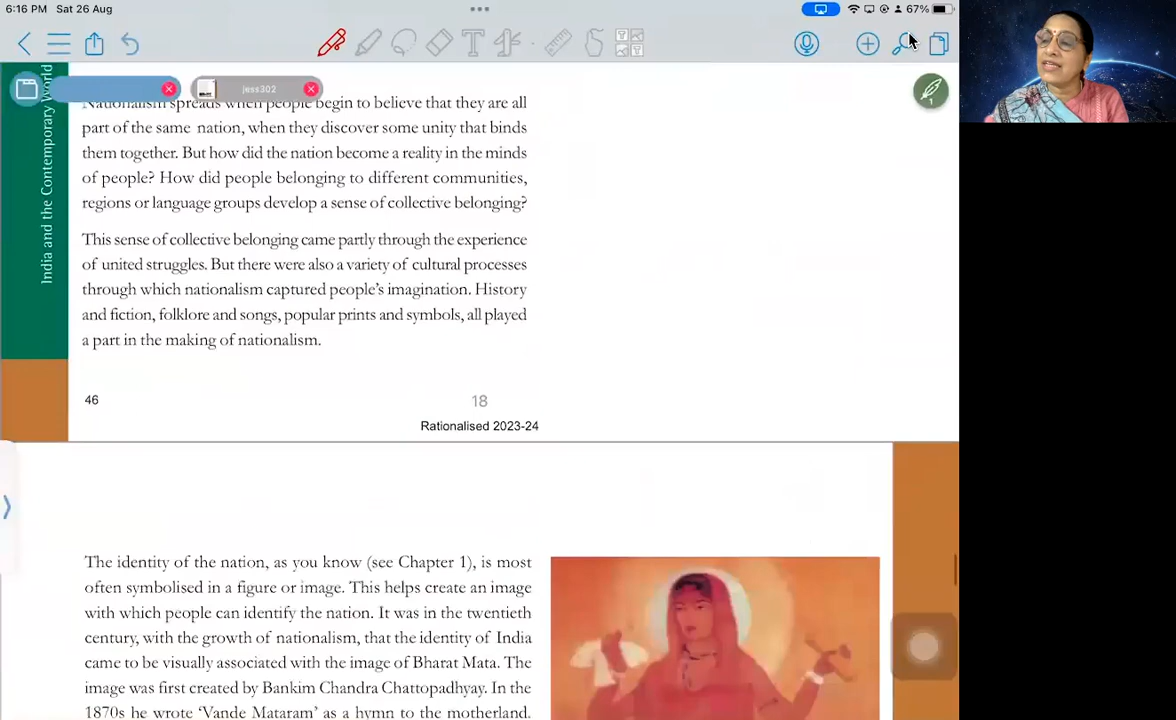 6:16 PM Sat 26 Aug
67%
jess302
1
India and the Contemporary World
Nationalism spreads when people begin to believe that they are all
part of the same nation, when they discover some unity that binds
them together. But how did the nation become a reality in the minds
of people? How did people belonging to different communities,
regions or language groups develop a sense of collective belonging?
This sense of collective belonging came partly through the experience
of united struggles. But there were also a variety of cultural processes
through which nationalism captured people's imagination. History
and fiction, folklore and songs, popular prints and symbols, all played
a part in the making of nationalism.
46
18
Rationalised 2023-24
The identity of the nation, as you know (see Chapter 1), is most
often symbolised in a figure or image. This helps create an image
with which people can identify the nation. It was in the twentieth
century, with the growth of nationalism, that the identity of India
came to be visually associated with the image of Bharat Mata. The
image was first created by Bankim Chandra Chattopadhyay. In the
1870s he wrote 'Vande Mataram' as a hymn to the motherland.